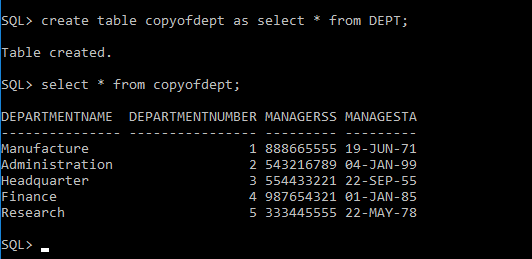 SQL> create table copyofdept as select * from DEPT;
Table created.
SQL> select * from copyofdept;
DEPARTMENTNAME  DEPARTMENTNUMBER MANAGERSS MANAGESTA
--------------- ---------------- --------- ---------
Manufacture                    1 888665555 19-JUN-71
Administration                 2 543216789 04-JAN-99
Headquarter                    3 554433221 22-SEP-55
Finance                        4 987654321 01-JAN-85
Research                       5 333445555 22-MAY-78
SQL>